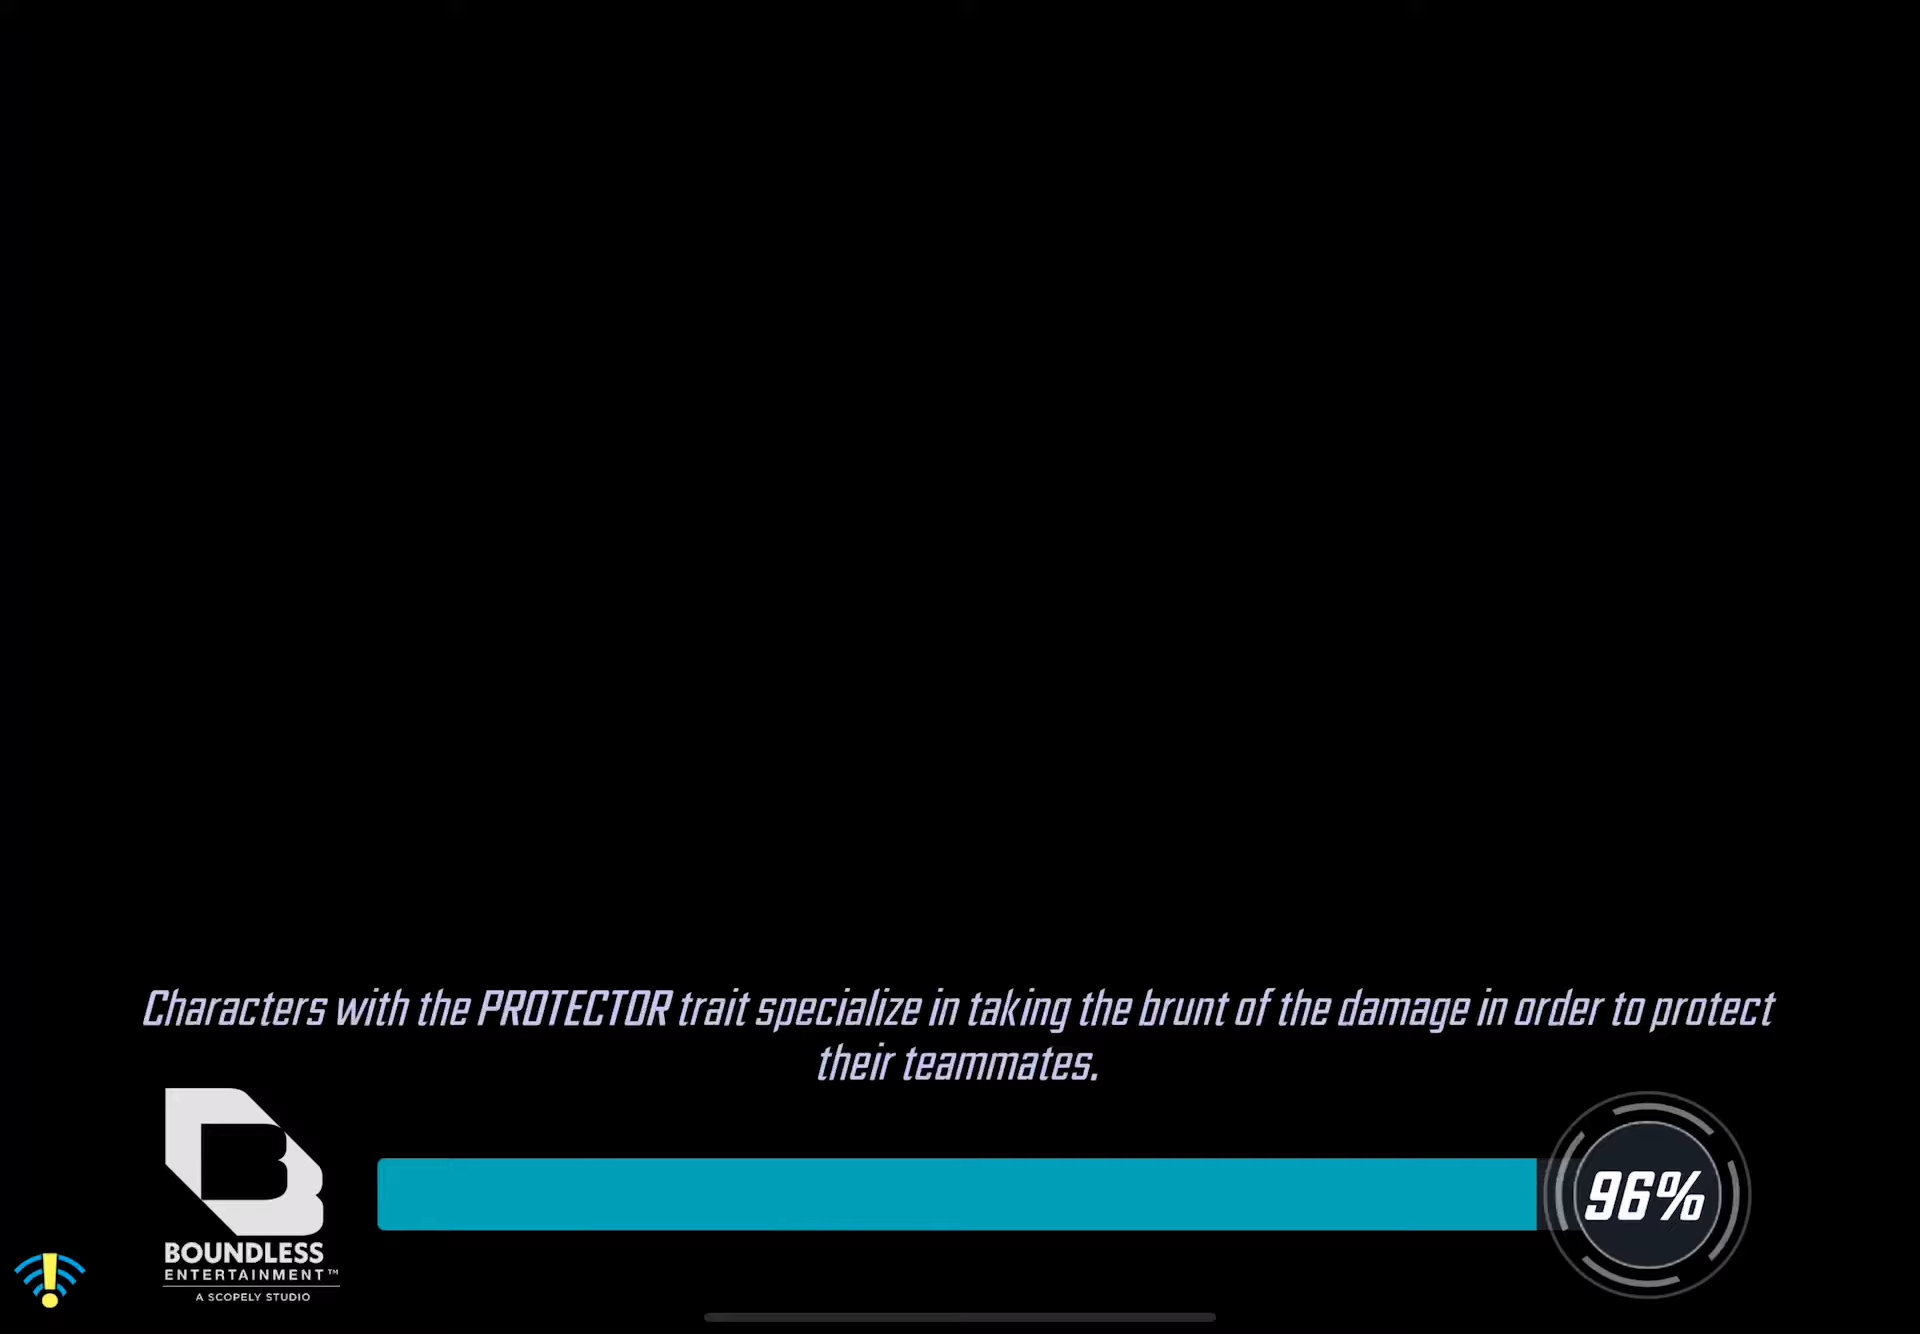 Characters with the PROTECTOR trait specialize in taking the brunt of the damage in order to protect
their teammates.
96%
BOUNDLESS
ENTERTAINMENT™
A SCOPELY STUDIO